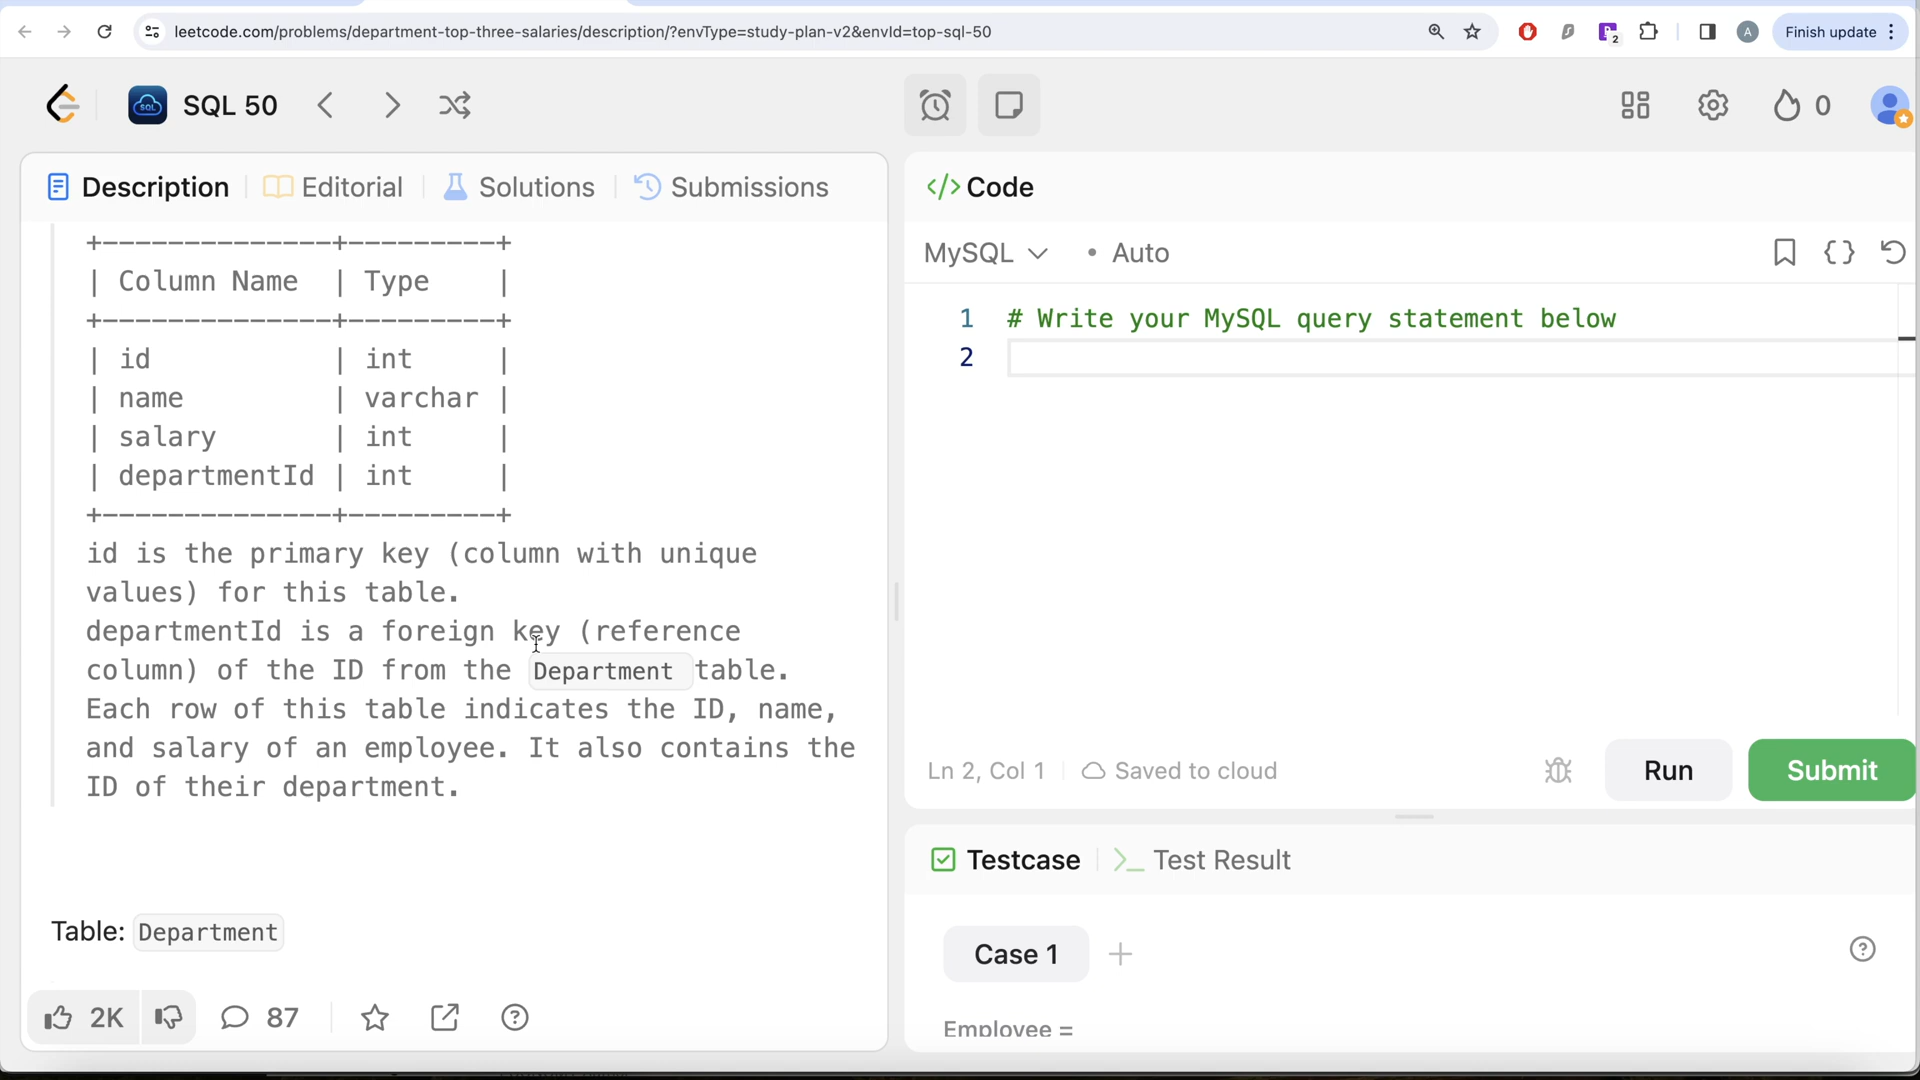 leetcode.com/problems/department-top-three-salaries/description/?envType=study-plan-v2&envId=top-sql-50
2
A
Finish update
SQL
SQL 50
0
Description
Editorial
Solutions
Submissions
+--------------+---------+
| Column Name  | Type    |
+--------------+---------+
| id           | int     |
| name         | varchar |
| salary       | int     |
| departmentId | int     |
+--------------+---------+
id is the primary key (column with unique
values) for this table.
departmentId is a foreign key (reference
column) of the ID from the Department table.
Each row of this table indicates the ID, name,
and salary of an employee. It also contains the
ID of their department.
Table: Department
2K
87
</> Code
MySQL
• Auto
{}
1 # Write your MySQL query statement below
2
Ln 2, Col 1
Saved to cloud
Run
Submit
Testcase
>_ Test Result
Case 1
+
Employee =